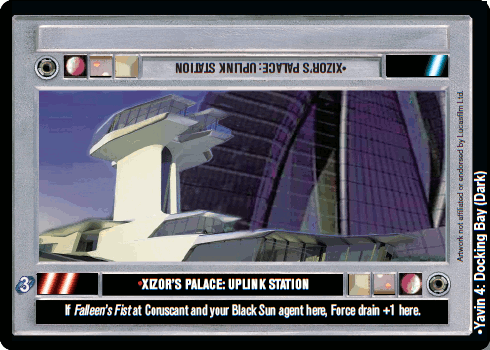 •XIZOR'S PALACE: UPLINK STATION
Artwork not affiliated or endorsed by Lucasfilm Ltd.
•Yavin 4: Docking Bay (Dark)
3
•XIZOR'S PALACE: UPLINK STATION
If Falleen's Fist at Coruscant and your Black Sun agent here, Force drain +1 here.